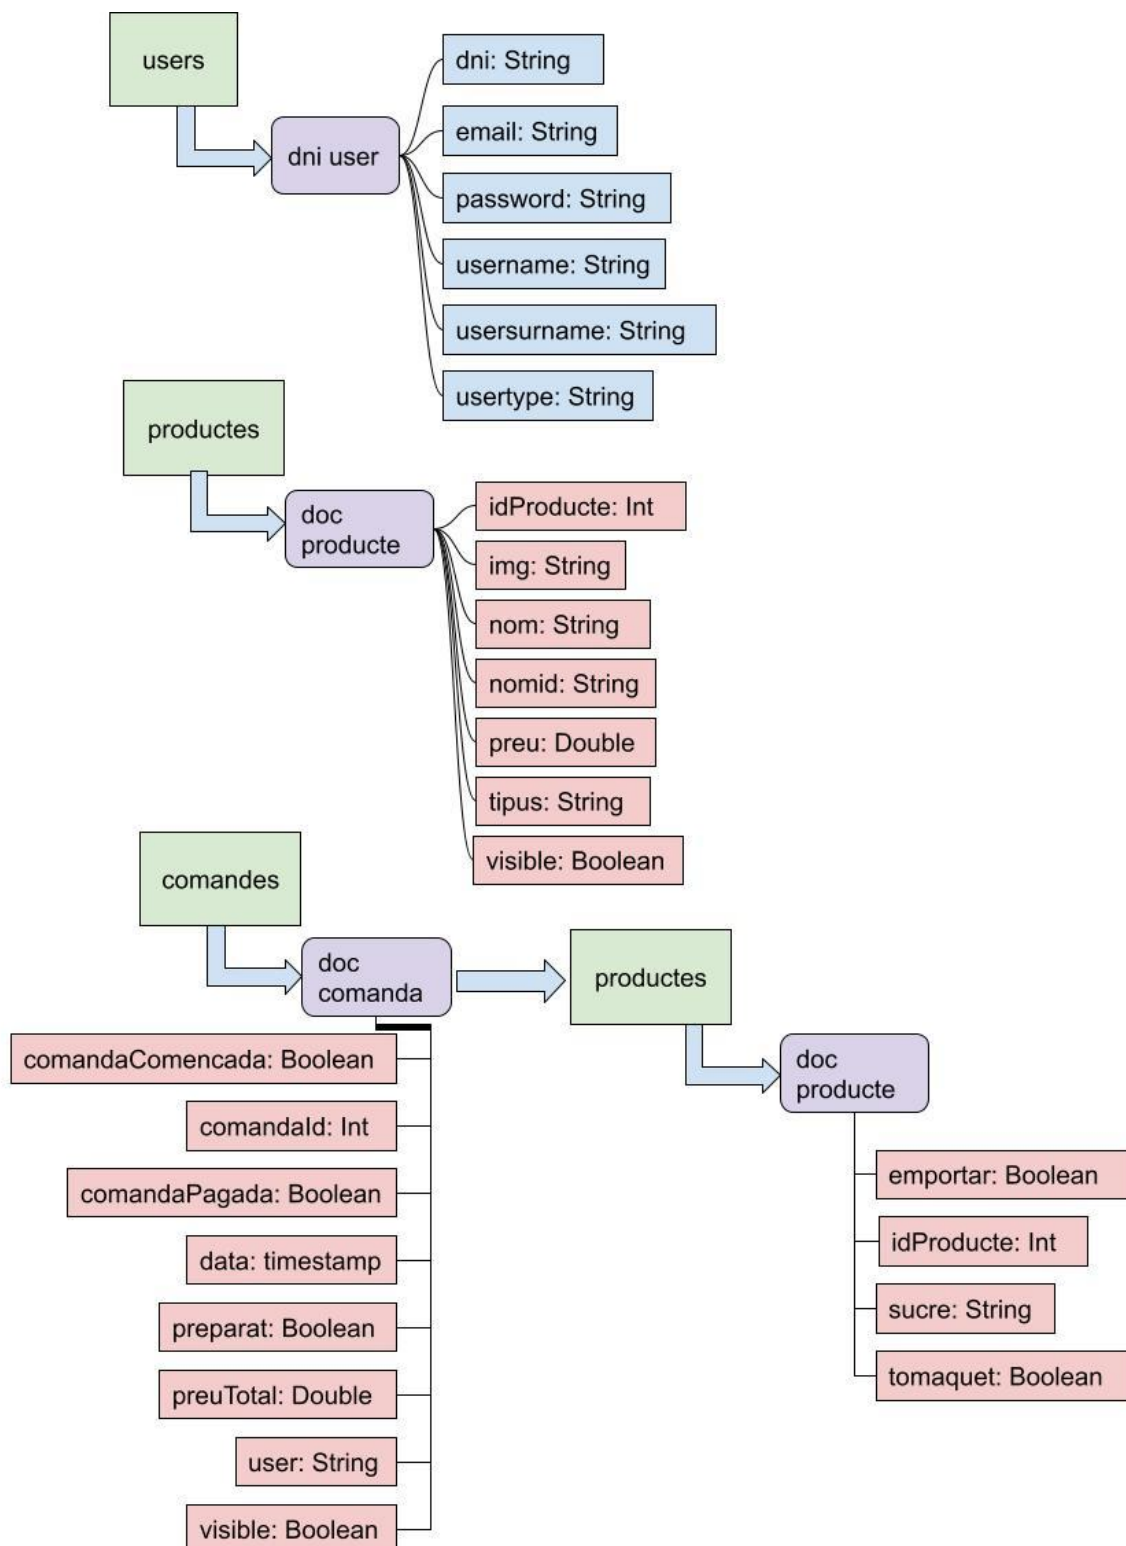 users
dni user
dni: String
email: String
password: String
username: String
usersurname: String
usertype: String
productes
doc
producte
idProducte: Int
img: String
nom: String
nomid: String
preu: Double
tipus: String
visible: Boolean
comandes
doc
comanda
productes
doc
producte
comandaComencada: Boolean
comandaId: Int
comandaPagada: Boolean
data: timestamp
preparat: Boolean
preuTotal: Double
user: String
visible: Boolean
emportar: Boolean
idProducte: Int
sucre: String
tomaquet: Boolean